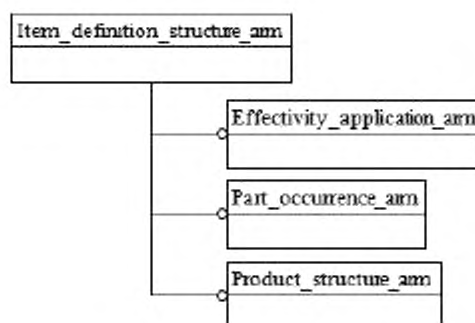 Item_definition_structure_arm
Effectivity_application_arm
Part_occurrence_arm
Product_structure_arm